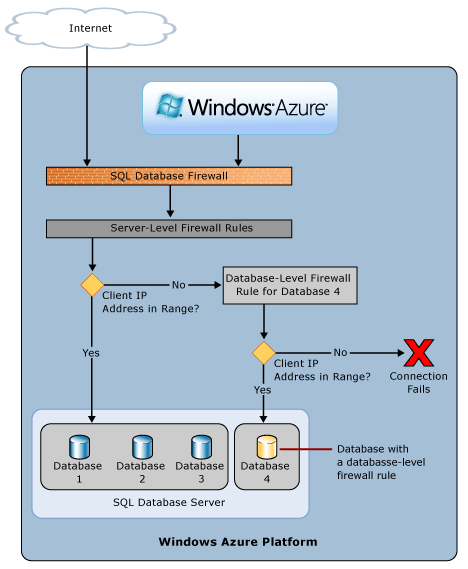 Internet
Windows Azure™
SQL Database Firewall
Server-Level Firewall Rules
No
Database-Level Firewall
Rule for Database 4
Client IP
Address in Range?
Yes
No
Client IP
Address in Range?
Connection
Fails
Yes
Database
1
Database
2
Database
3
Database
4
Database with
a databasse-level
firewall rule
SQL Database Server
Windows Azure Platform